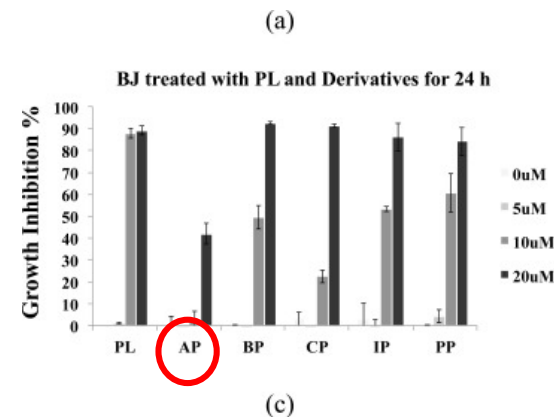 (a)
BJ treated with PL and Derivatives for 24 h
Growth Inhibition %
100
90
80
70
60
50
40
30
20
10
0
PL AP BP CP IP PP
0uM
5uM
10uM
20uM
(c)